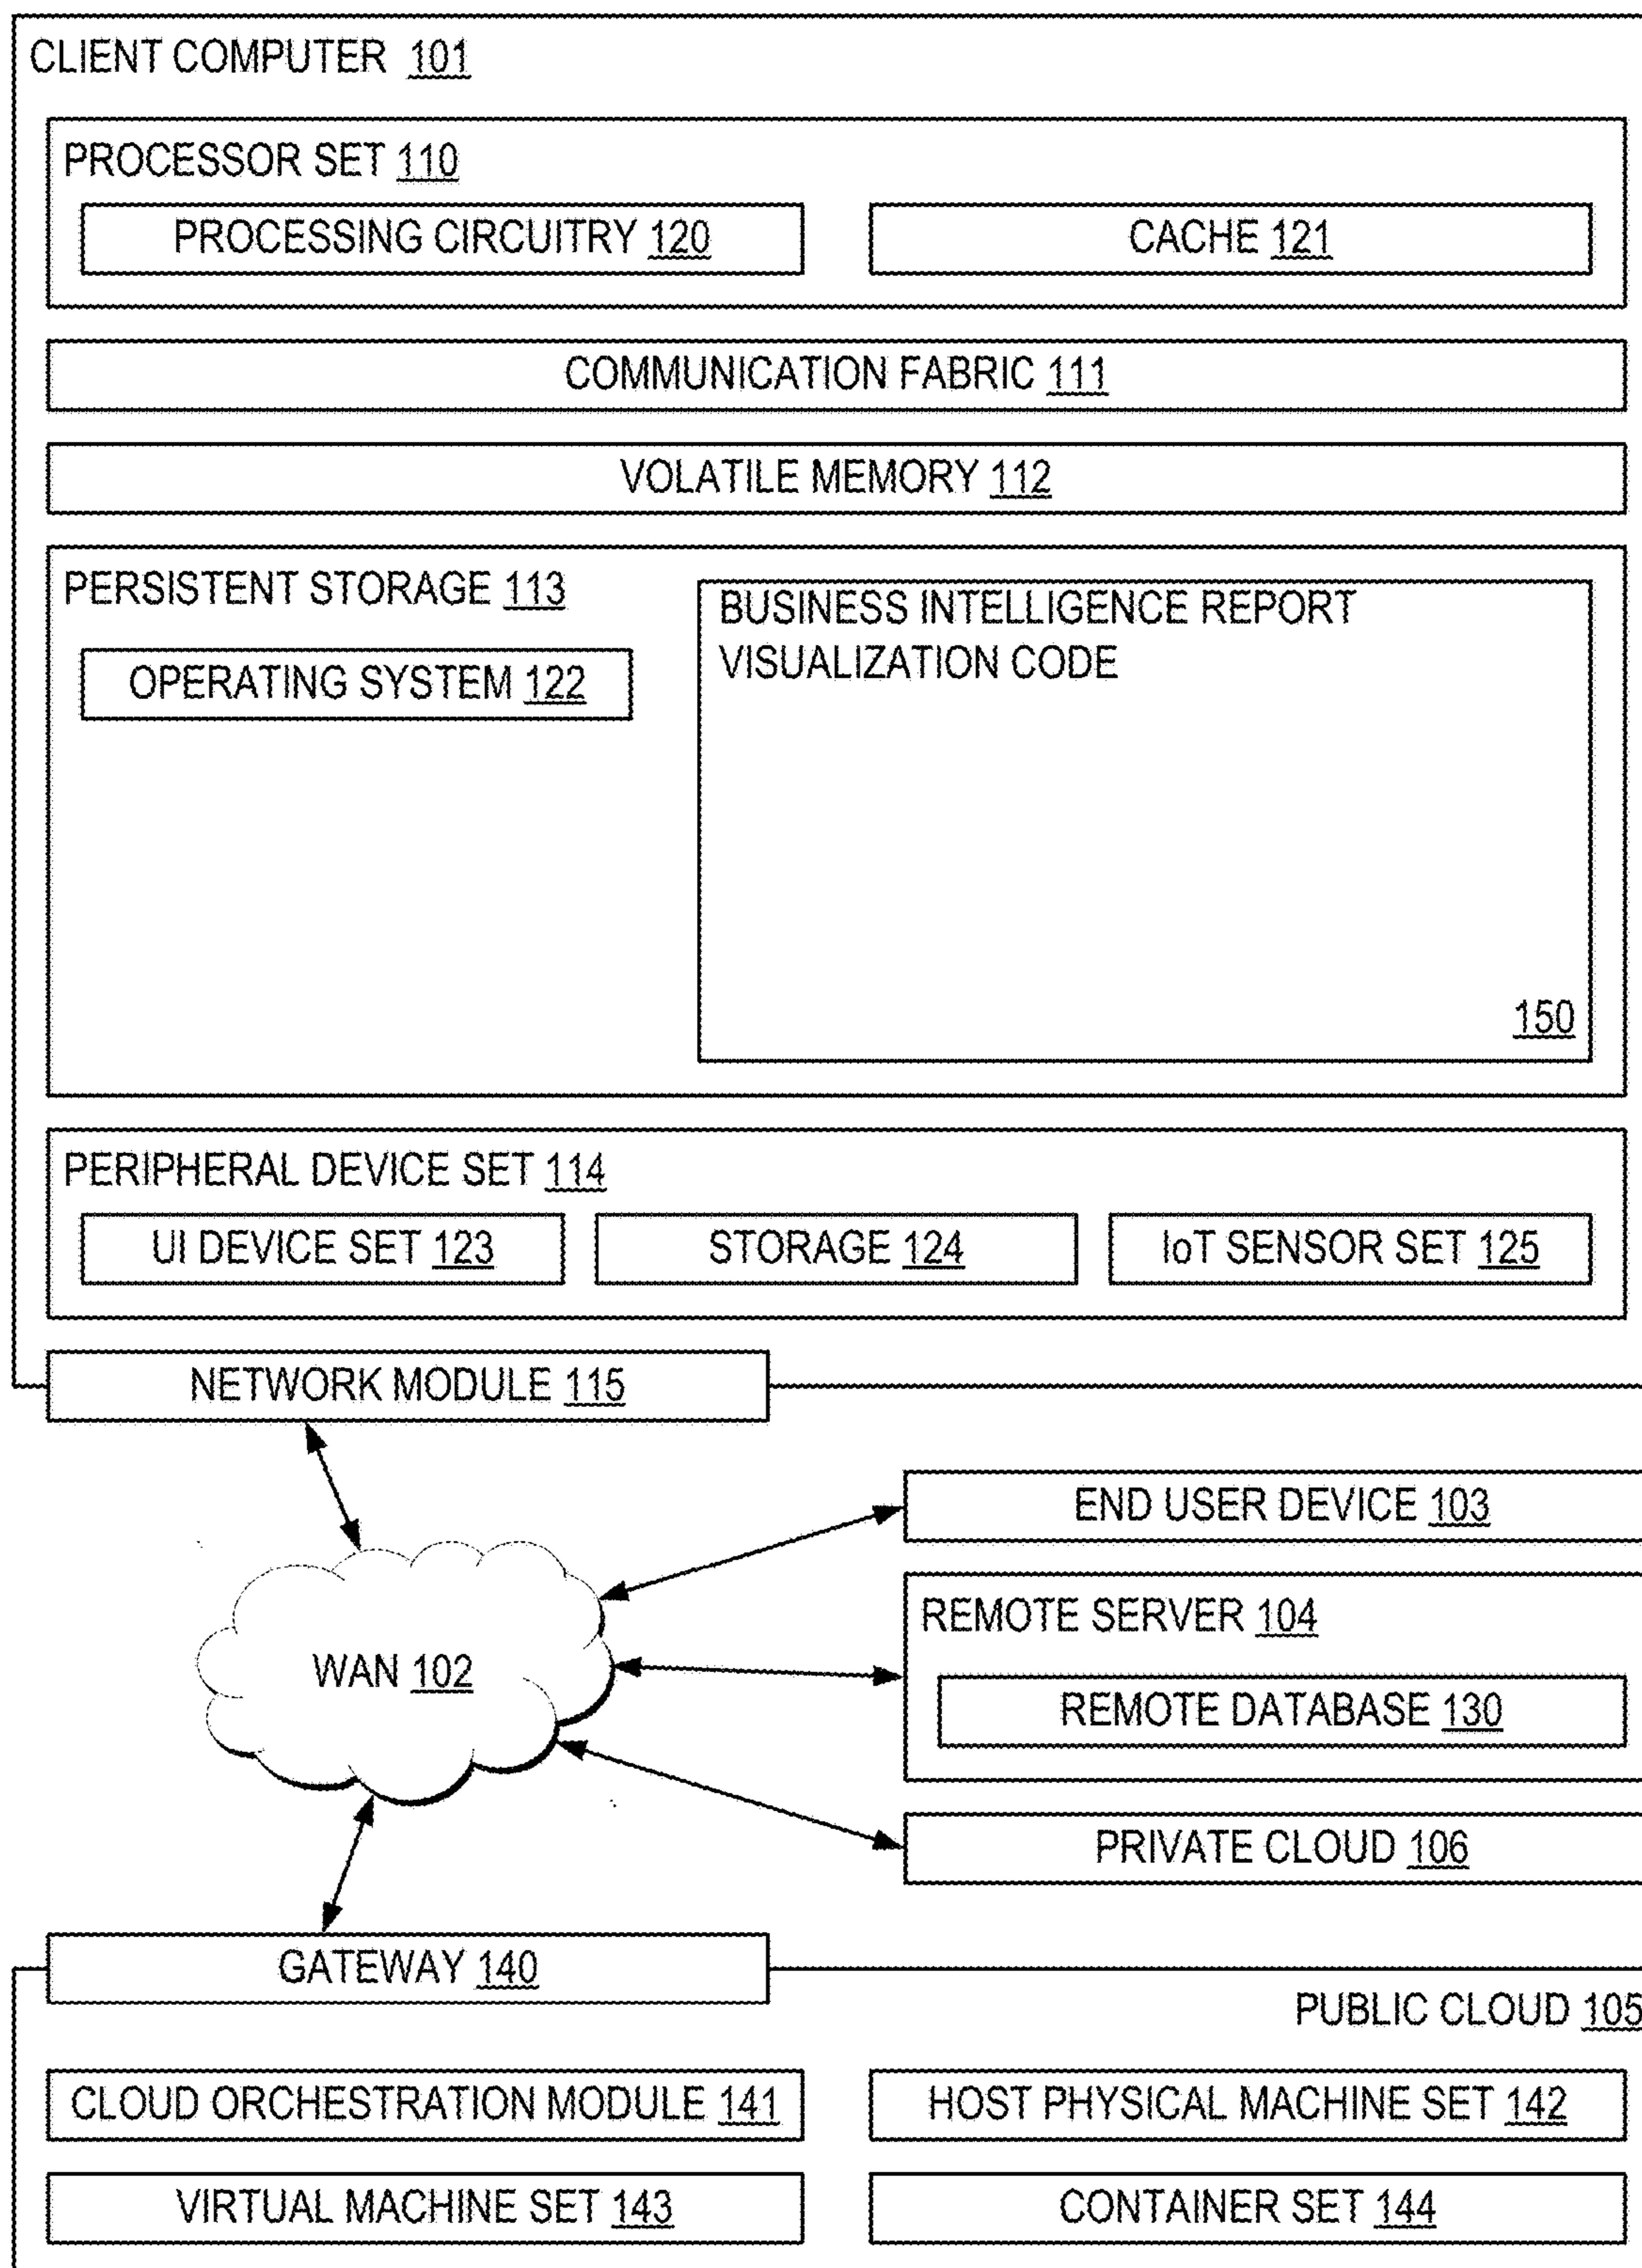 CLIENT COMPUTER 101
PROCESSOR SET 110
PROCESSING CIRCUITRY 120
CACHE 121
COMMUNICATION FABRIC 111
VOLATILE MEMORY 112
PERSISTENT STORAGE 113
OPERATING SYSTEM 122
BUSINESS INTELLIGENCE REPORT
VISUALIZATION CODE
150
PERIPHERAL DEVICE SET 114
UI DEVICE SET 123
STORAGE 124
IoT SENSOR SET 125
NETWORK MODULE 115
END USER DEVICE 103
REMOTE SERVER 104
WAN 102
REMOTE DATABASE 130
PRIVATE CLOUD 106
GATEWAY 140
PUBLIC CLOUD 105
CLOUD ORCHESTRATION MODULE 141
HOST PHYSICAL MACHINE SET 142
VIRTUAL MACHINE SET 143
CONTAINER SET 144